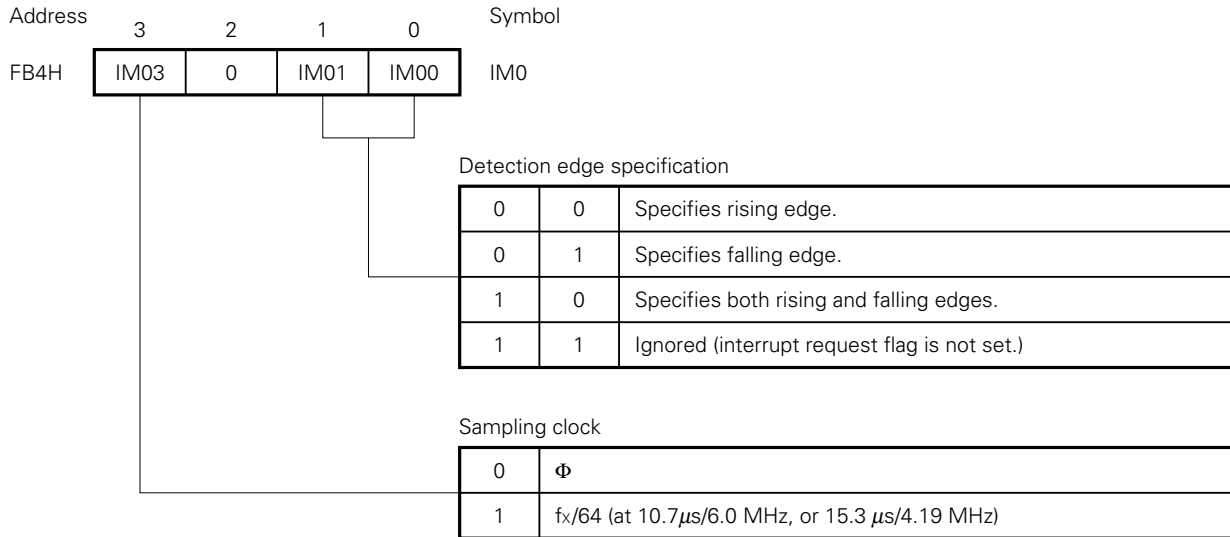 Address 3 2 1 0 Symbol
FB4H IM03 0 IM01 IM00 IM0
Detection edge specification
0 0 Specifies rising edge.
0 1 Specifies falling edge.
1 0 Specifies both rising and falling edges.
1 1 Ignored (interrupt request flag is not set.)
Sampling clock
0 Φ
1 fx/64 (at 10.7µs/6.0 MHz, or 15.3 µs/4.19 MHz)